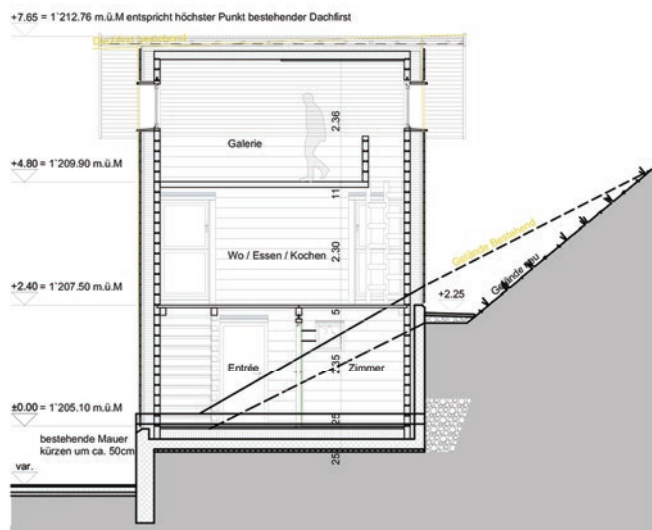 +7.65 = 1`212.76 m.ü.M entspricht höchster Punkt bestehender Dachfirst
2.36
Galerie
+4.80 = 1`209.90 m.ü.M
11
Gelände Bestehend
Wo / Essen / Kochen
2.30
Gelände neu
+2.40 = 1`207.50 m.ü.M
+2.25
5
Entrée
2.35
Zimmer
±0.00 = 1`205.10 m.ü.M
25
bestehende Mauer
kürzen um ca. 50cm
25
var.